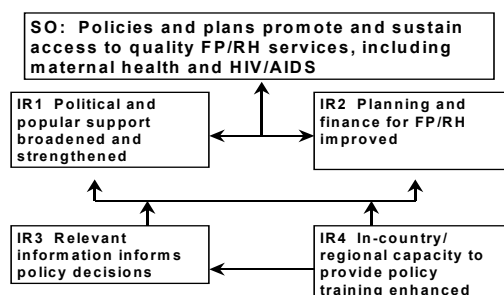 SO: Policies and plans promote and sustain
access to quality FP/RH services, including
maternal health and HIV/AIDS
IR1 Political and
popular support
broadened and
strengthened
IR2 Planning and
finance for FP/RH
improved
IR3 Relevant
information informs
policy decisions
IR4 In-country/
regional capacity to
provide policy
training enhanced